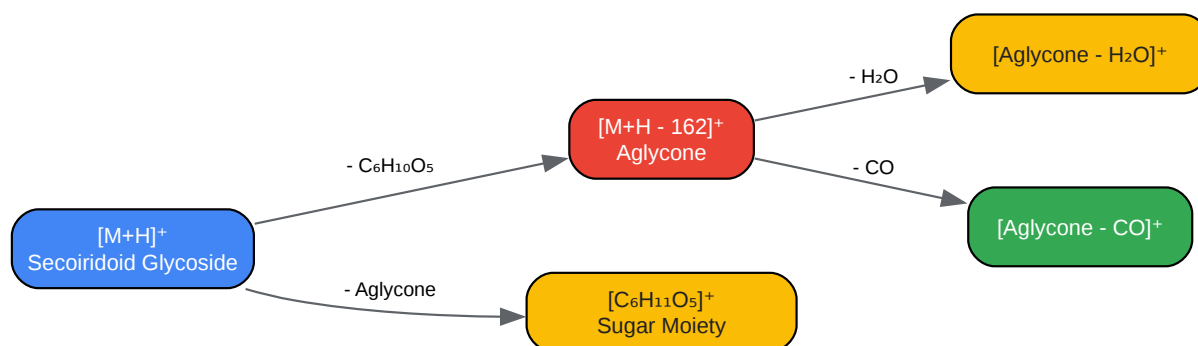 [Aglycone - H₂O]⁺
- H₂O
[M+H - 162]⁺
Aglycone
- C₆H₁₀O₅
- CO
[Aglycone - CO]⁺
[M+H]⁺
Secoiridoid Glycoside
- Aglycone
[C₆H₁₁O₅]⁺
Sugar Moiety